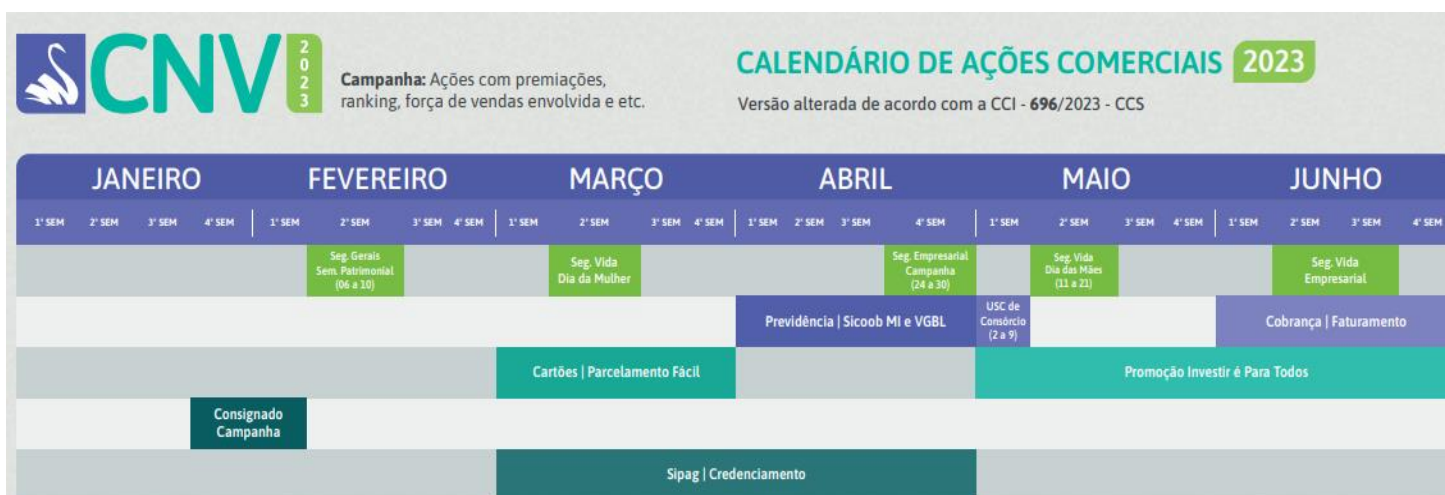 CNV 2023
Campanha: Ações com premiações,
ranking, força de vendas envolvida e etc.
CALENDÁRIO DE AÇÕES COMERCIAIS 2023
Versão alterada de acordo com a CCI - 696/2023 - CCS
JANEIRO FEVEREIRO MARÇO ABRIL MAIO JUNHO
1ª SEM 2ª SEM 3ª SEM 4ª SEM 1ª SEM 2ª SEM 3ª SEM 4ª SEM 1ª SEM 2ª SEM 3ª SEM 4ª SEM 1ª SEM 2ª SEM 3ª SEM 4ª SEM 1ª SEM 2ª SEM 3ª SEM 4ª SEM 1ª SEM 2ª SEM 3ª SEM 4ª SEM
Seg. Gerais
Sem. Patrimonial
(06 a 10)
Seg. Vida
Dia da Mulher
Seg. Empresarial
Campanha
(24 a 30)
Seg. Vida
Dia das Mães
(11 a 21)
Seg. Vida
Empresarial
Previdência | Sicoob MI e VGBL
USC de
Consórcio
(2 a 9)
Cobrança | Faturamento
Cartões | Parcelamento Fácil
Promoção Investir é Para Todos
Consignado
Campanha
Sipag | Credenciamento